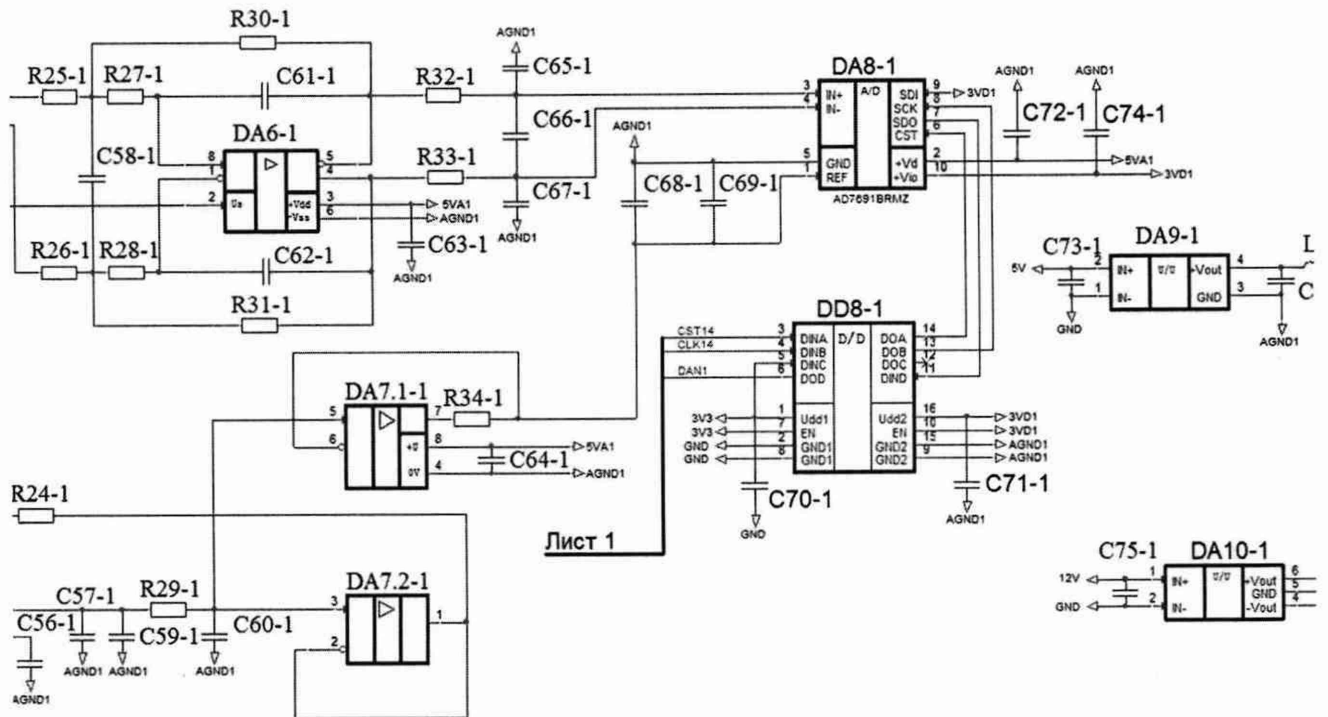 R30-1
AGND1
R25-1 R27-1 C61-1 R32-1 C65-1
DA8-1
AGND1 AGND1
3 IN+ A/D SDI 9 3VD1
4 IN- SCK 8
SDO 7
CST 6
C72-1 C74-1
DA6-1
C66-1
AGND1
C58-1
8 5
1 4
R33-1
5 GND +Vd 2 5VA1
1 REF +Vio 10 3VD1
AD7691BRMZ
C67-1 C68-1 C69-1
2 Us +Vdd 3 5VA1
-Vss 6 AGND1
AGND1
C63-1
AGND1
R26-1 R28-1 C62-1
R31-1
C73-1 DA9-1 L
5V 2 IN+ U/U +Vout 4
1 IN- GND 3 C
GND AGND1
DD8-1
CST14 3 DINA D/D DOA 14
CLK14 4 DINB DOB 13
5 DINC DOC 12
DAN1 6 DOD DIND 11
3V3 1 Udd1 Udd2 16 3VD1
3V3 7 EN EN 10 3VD1
GND 2 GND1 GND2 15 AGND1
GND 8 GND1 GND2 9 AGND1
C70-1 C71-1
GND AGND1
DA7.1-1 R34-1
5 7
6 +U 8 5VA1
0V 4 C64-1 AGND1
R24-1
Лист 1
DA7.2-1
C57-1 R29-1
3 1
2
C56-1 C59-1 C60-1
AGND1 AGND1 AGND1
AGND1
C75-1 DA10-1
12V 1 IN+ U/U +Vout 6
GND 5
GND 2 IN- -Vout 4